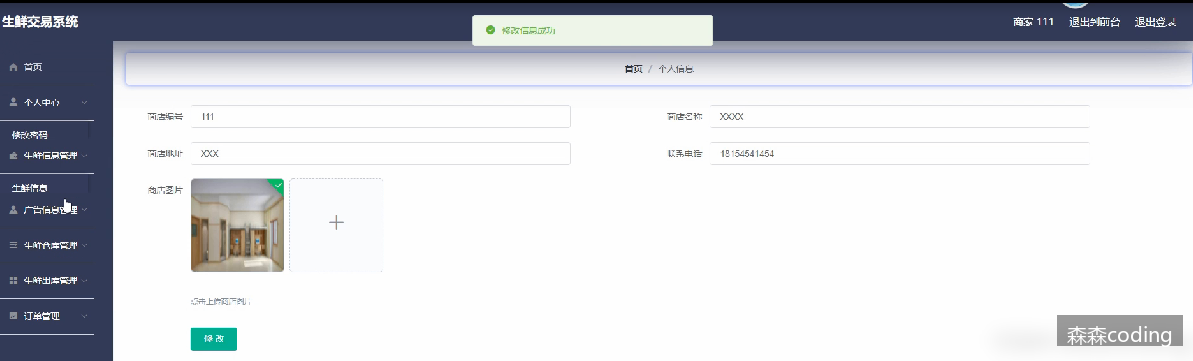 生鲜交易系统
商家 111 退出到前台 退出登录
修改信息成功
首页
首页 / 个人信息
个人中心
商店编号 111 商店名称 XXXX
修改密码
生鲜信息管理
商店地址 XXX 联系电话 18154541454
生鲜信息
商店图片
广告信息管理
生鲜仓库管理
生鲜出库管理
点击上传商店图片
订单管理
修 改
森森coding